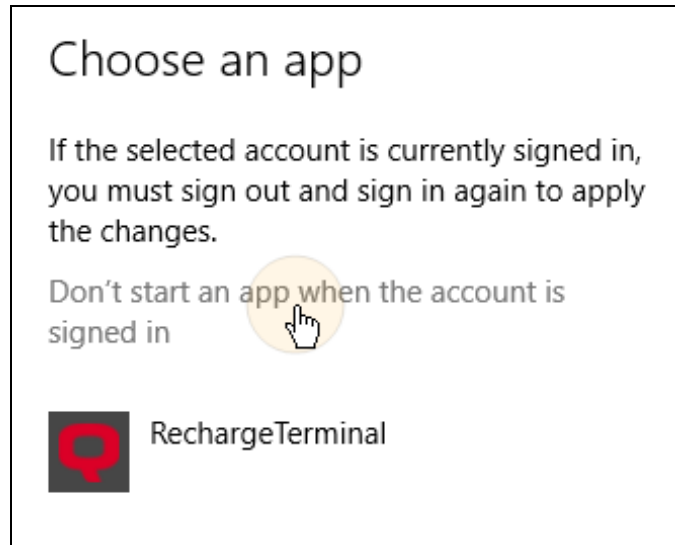 Choose an app
If the selected account is currently signed in,
you must sign out and sign in again to apply
the changes.
Don't start an app when the account is
signed in
RechargeTerminal